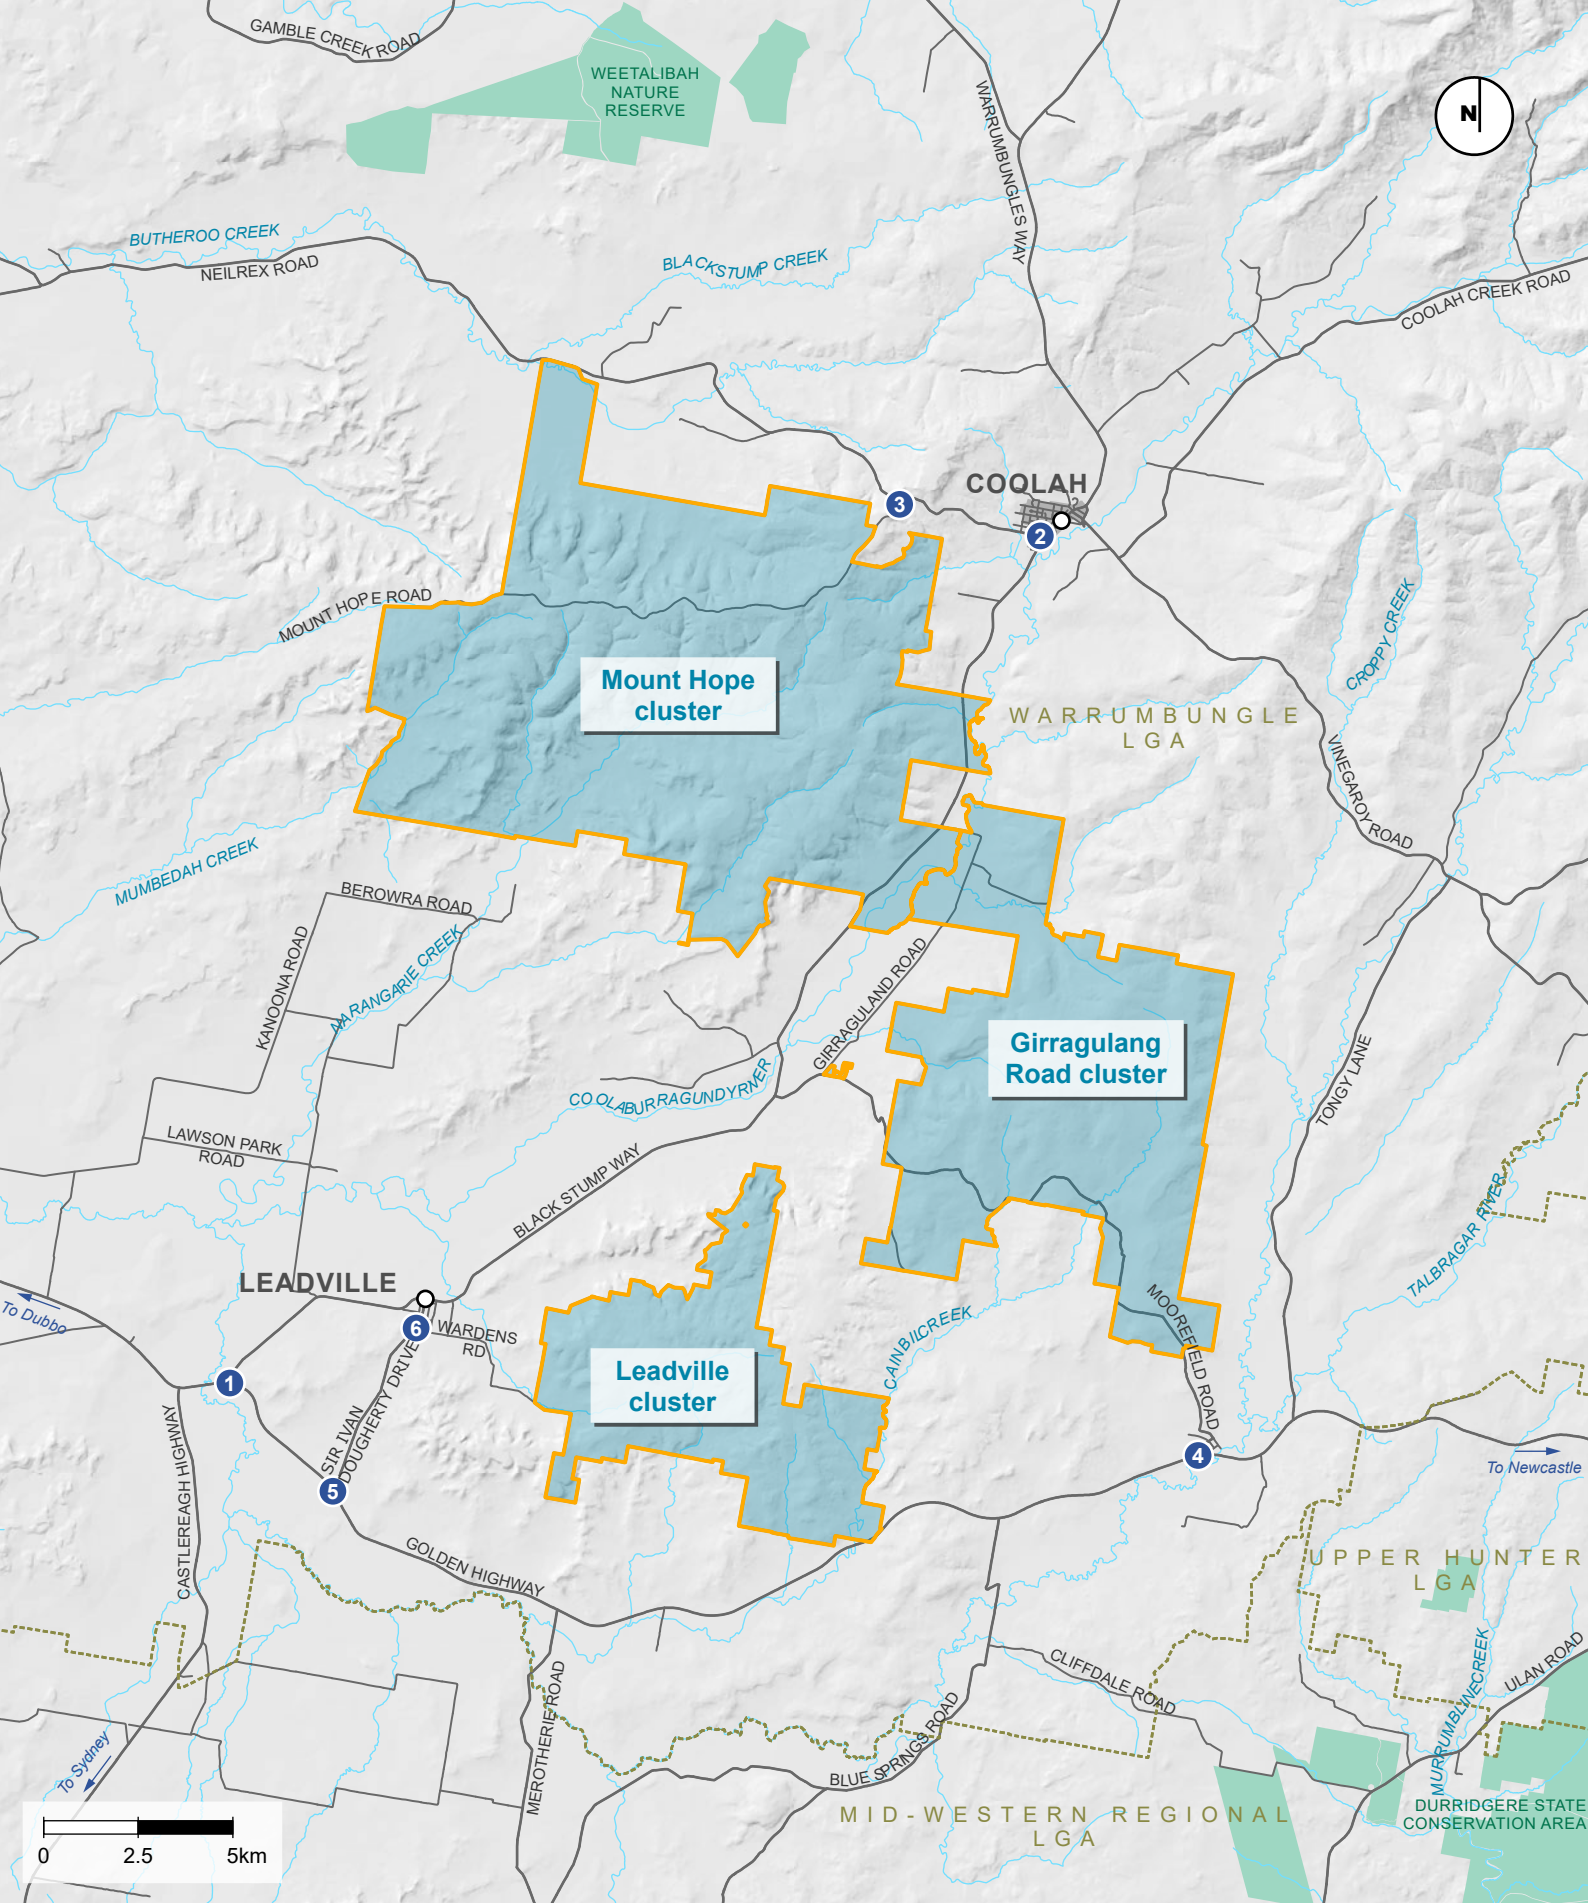 GAMBLE CREEK ROAD
WEETALIBAH
NATURE
RESERVE
N
WARRUMBUNGLES WAY
BUTHEROO CREEK
NEILREX ROAD
BLACKSTUMP CREEK
COOLAH CREEK ROAD
COOLAH
3
2
MOUNT HOPE ROAD
CROPPY CREEK
Mount Hope
cluster
WARRUMBUNGLE
LGA
VINEGAROY ROAD
MUMBEDAH CREEK
BEROWRA ROAD
KANOONA ROAD
NARANGARIE CREEK
GIRRAGULAND ROAD
Girragulang
Road cluster
TONGY LANE
COOLABURRAGUNDY RIVER
LAWSON PARK
ROAD
BLACK STUMP WAY
TALBRAGAR RIVER
LEADVILLE
To Dubbo
6
WARDENS
RD
MOOREFIELD ROAD
CAINBIL CREEK
Leadville
cluster
1
SIR IVAN
DOUGHERTY DRIVE
CASTLEREAGH HIGHWAY
5
4
To Newcastle
GOLDEN HIGHWAY
UPPER HUNTER
LGA
MEROTHERIE ROAD
CLIFFDALE ROAD
MURRUMBLINE CREEK
ULAN ROAD
To Sydney
BLUE SPRINGS ROAD
MID-WESTERN REGIONAL
LGA
DURRIDGERE STATE
CONSERVATION AREA
0 2.5 5km